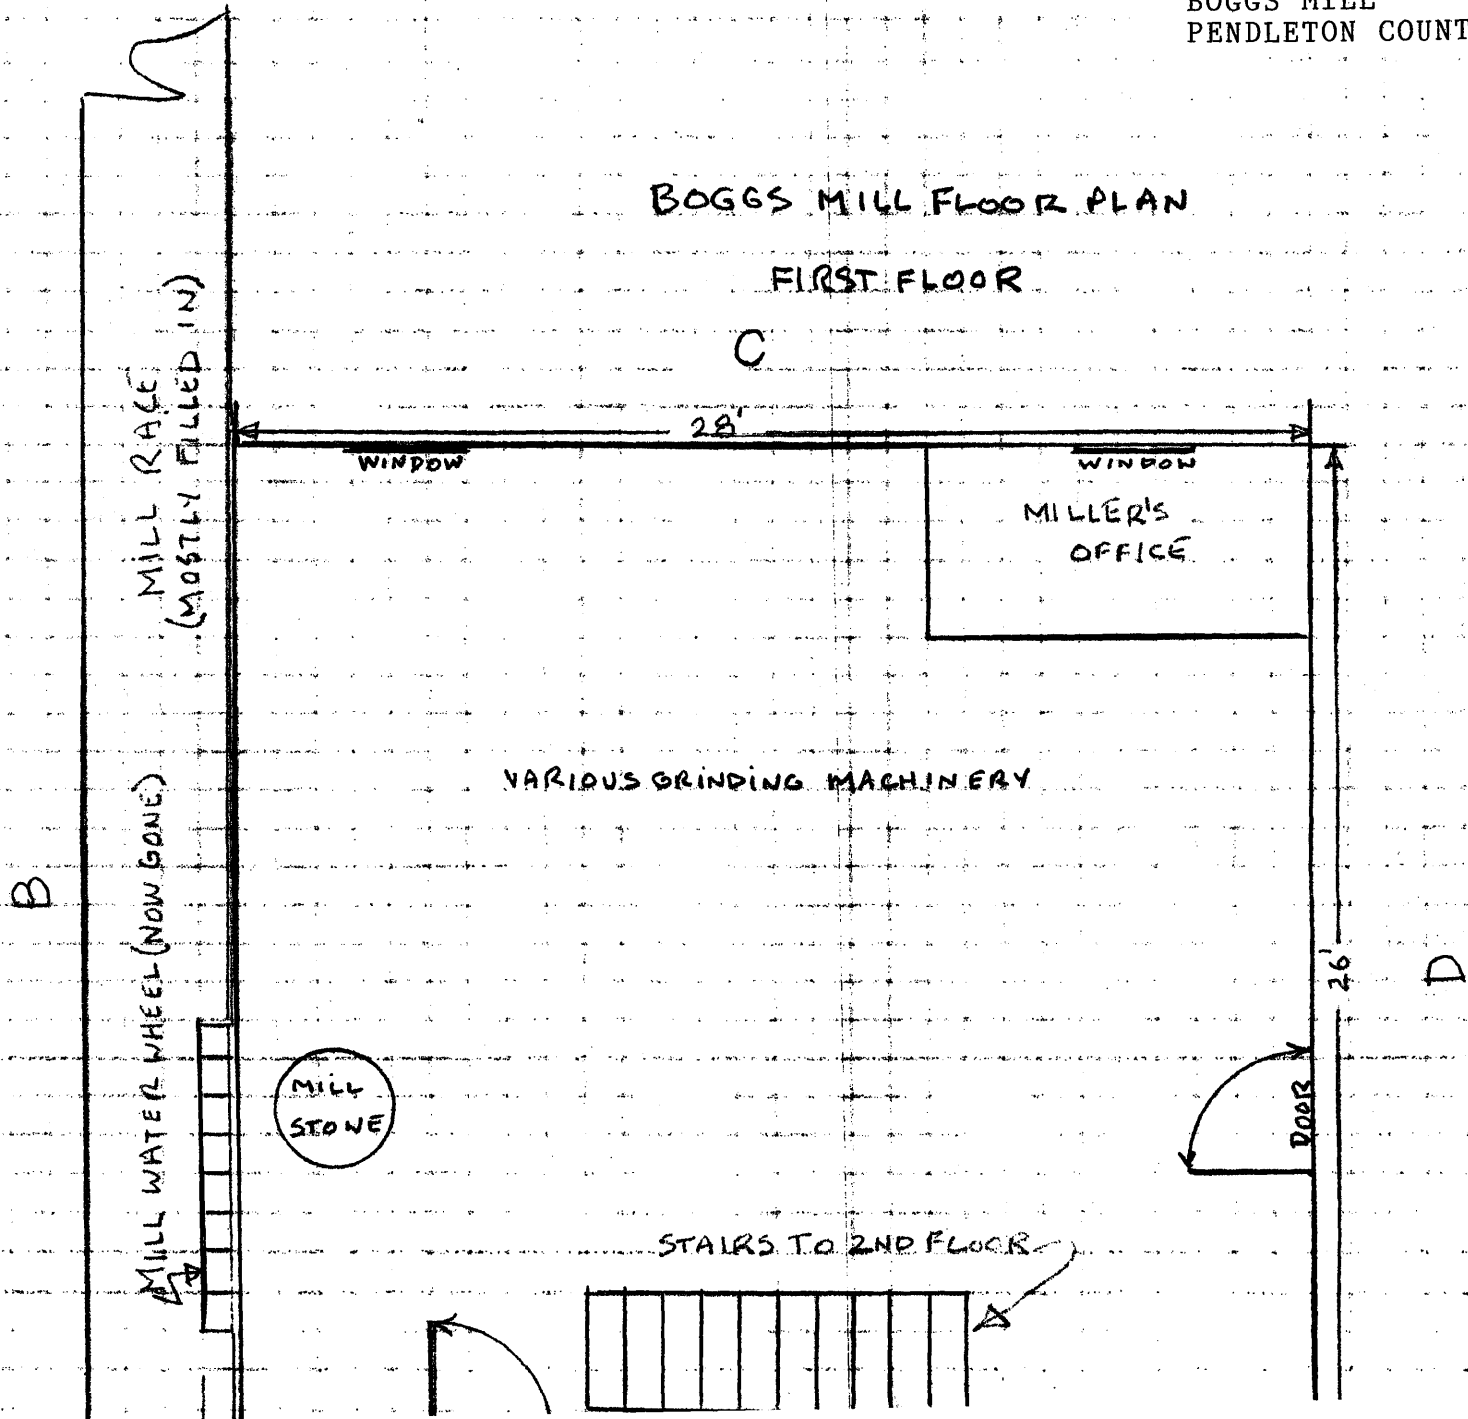 BOGGS MILL
PENDLETON COUNT
BOGGS MILL FLOOR PLAN
FIRST FLOOR
C
28'
WINDOW
WINDOW
MILLER'S
OFFICE
MILL RACE
(MOSTLY FILLED IN)
VARIOUS GRINDING MACHINERY
B
MILL WATER WHEEL (NOW GONE)
26'
D
MILL
STONE
DOOR
STAIRS TO 2ND FLOOR